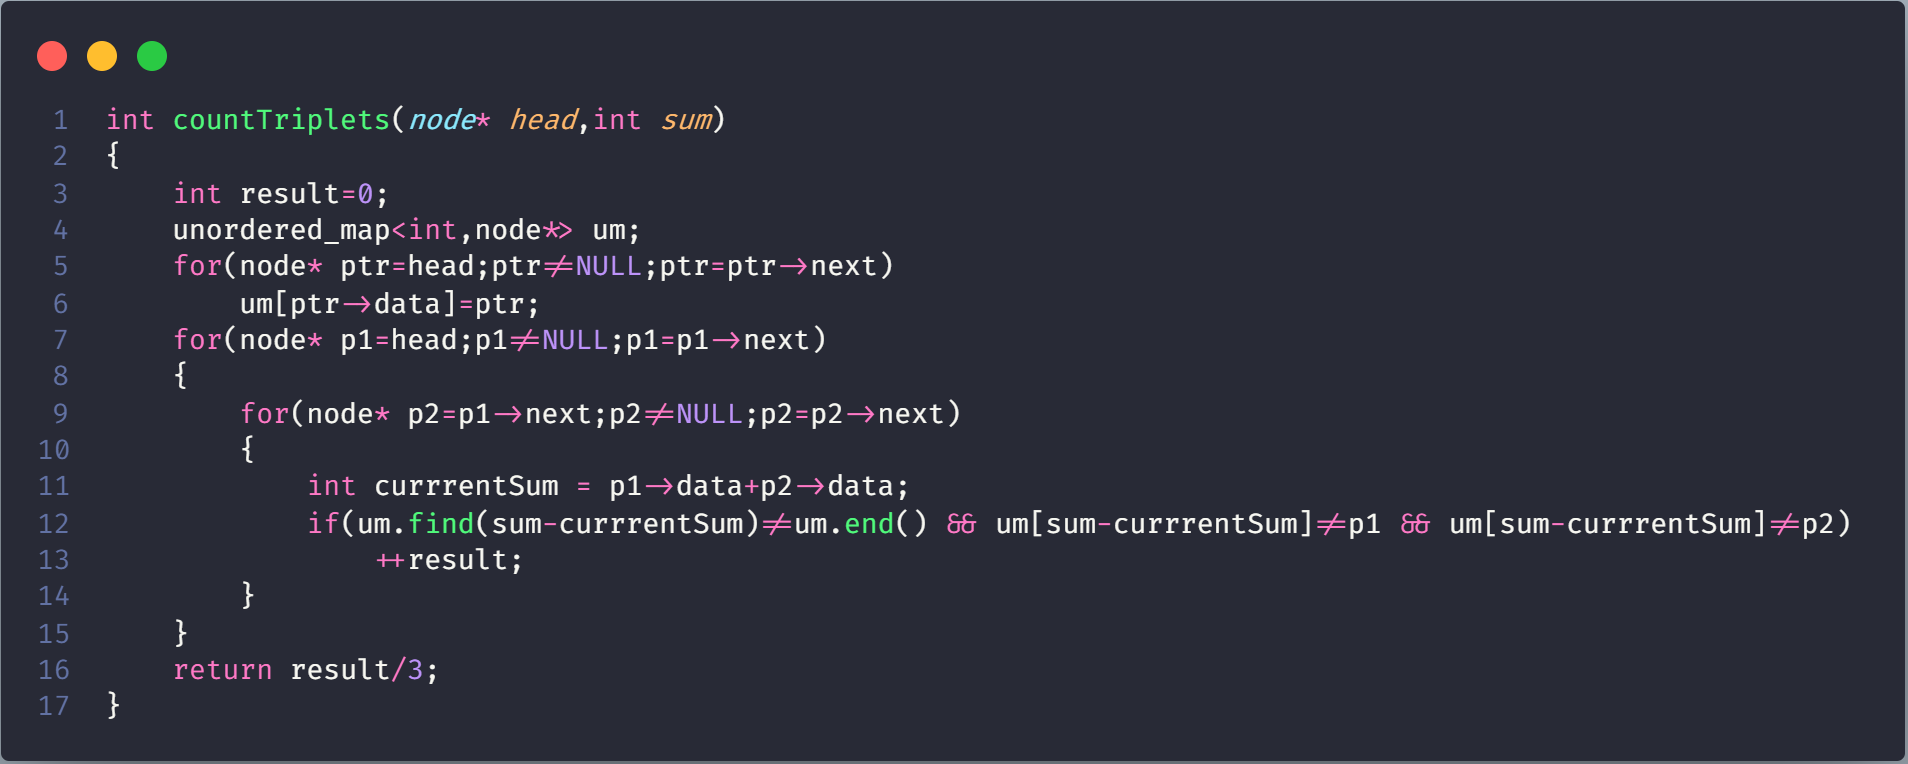 1 int countTriplets(node* head,int sum)
2 {
3     int result=0;
4     unordered_map<int,node*> um;
5     for(node* ptr=head;ptr!=NULL;ptr=ptr->next)
6         um[ptr->data]=ptr;
7     for(node* p1=head;p1!=NULL;p1=p1->next)
8     {
9         for(node* p2=p1->next;p2!=NULL;p2=p2->next)
10         {
11             int currrentSum = p1->data+p2->data;
12             if(um.find(sum-currrentSum)!=um.end() && um[sum-currrentSum]!=p1 && um[sum-currrentSum]!=p2)
13                 ++result;
14         }
15     }
16     return result/3;
17 }